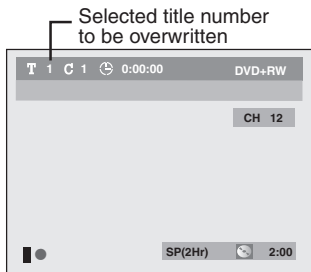 Selected title number
to be overwritten
T 1 C 1 0:00:00 DVD+RW
CH 12
SP(2Hr) 2:00